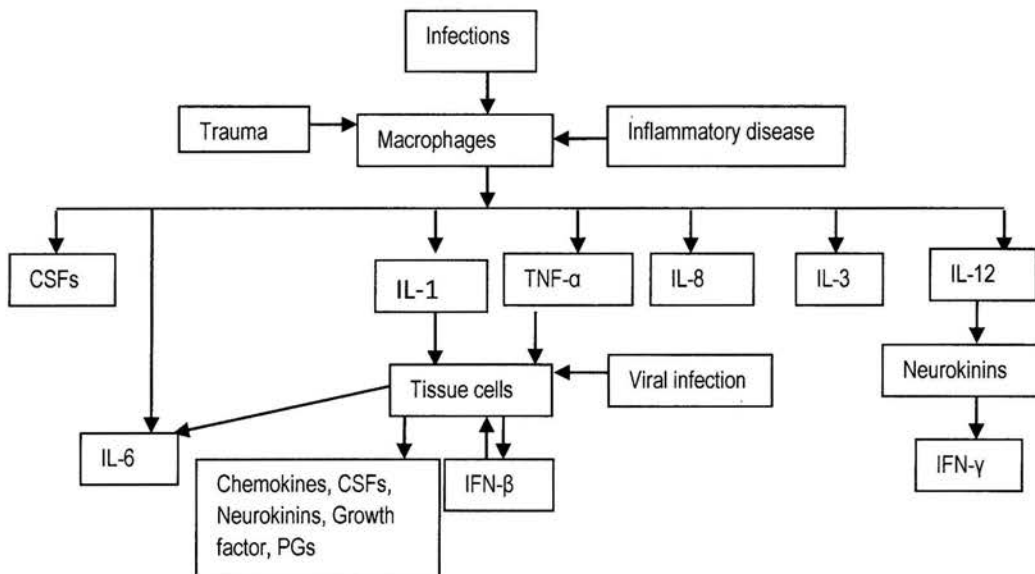 Infections
Trauma
Macrophages
Inflammatory disease
CSFs
IL-1
TNF-α
IL-8
IL-3
IL-12
Tissue cells
Viral infection
Neurokinins
IL-6
Chemokines, CSFs,
Neurokinins, Growth
factor, PGs
IFN-β
IFN-γ